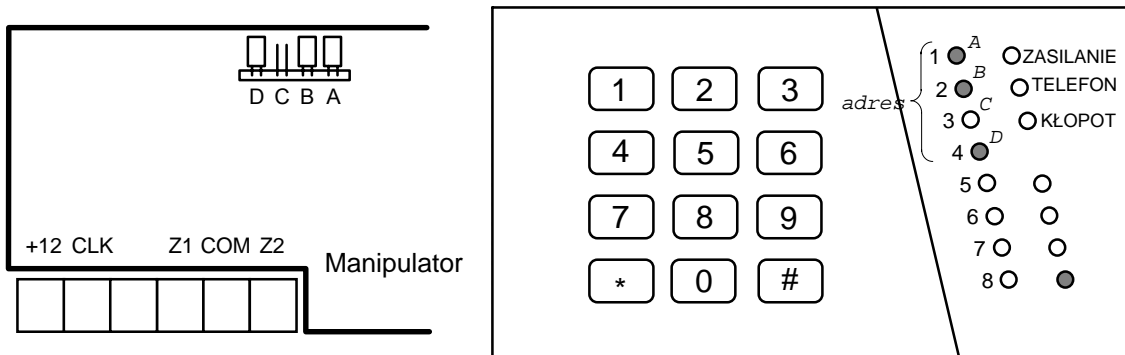 D C B A
+12 CLK Z1 COM Z2
Manipulator
1 2 3
4 5 6
7 8 9
* 0 #
adres
1 A ZASILANIE
2 B TELEFON
3 C KŁOPOT
4 D
5
6
7
8